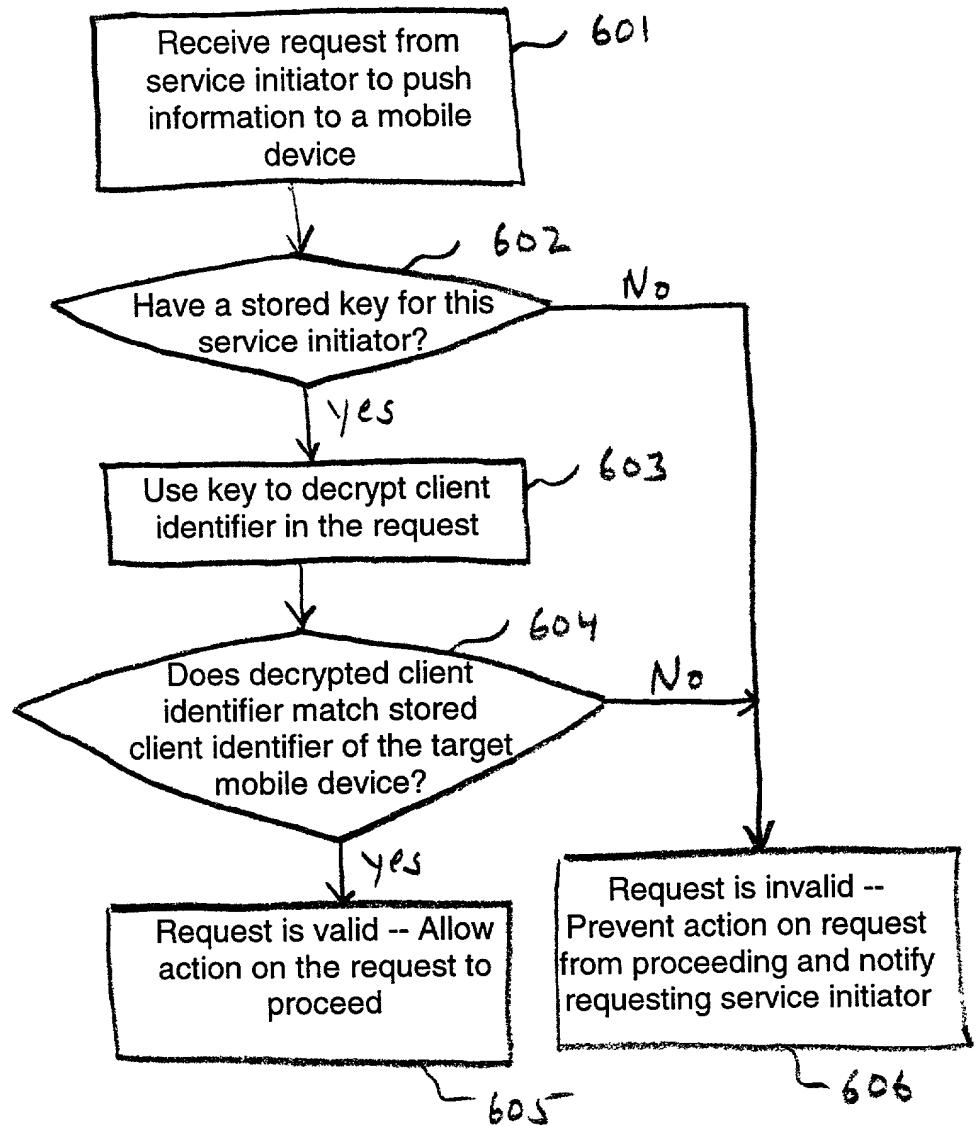 Receive request from
service initiator to push
information to a mobile
device
601
602
Have a stored key for this
service initiator?
No
yes
603
Use key to decrypt client
identifier in the request
604
Does decrypted client
identifier match stored
client identifier of the target
mobile device?
No
yes
Request is valid -- Allow
action on the request to
proceed
605
Request is invalid --
Prevent action on request
from proceeding and notify
requesting service initiator
606